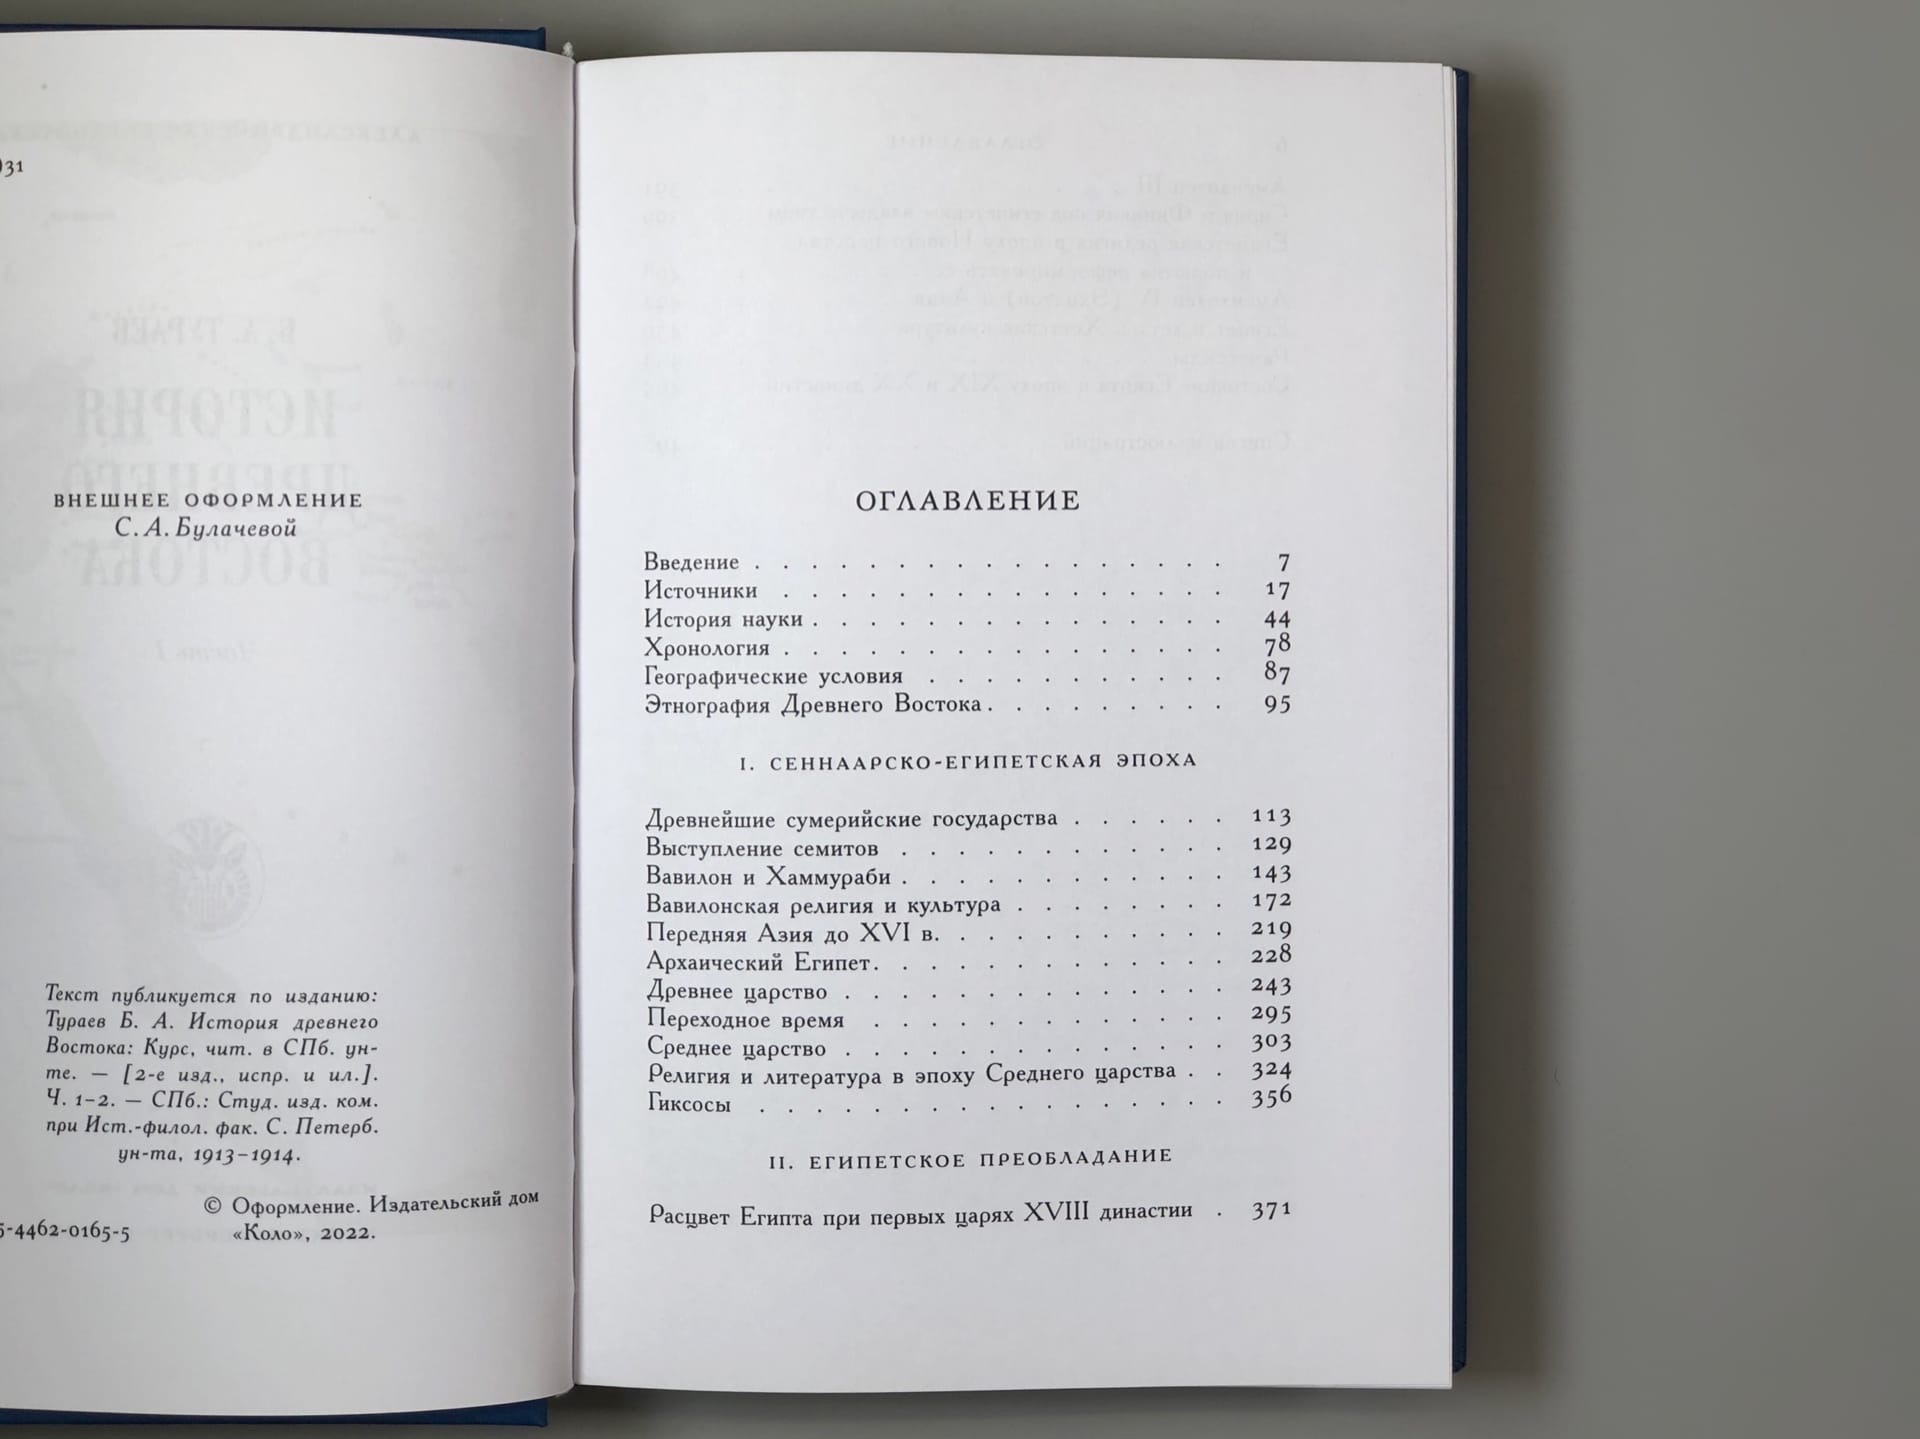 31
ВНЕШНЕЕ ОФОРМЛЕНИЕ
С. А. Булачевой
Текст публикуется по изданию:
Тураев Б. А. История древнего
Востока: Курс, чит. в СПб. ун-
те. — [2-е изд., испр. и ил.].
Ч. 1–2. — СПб.: Студ. изд. ком.
при Ист.-филол. фак. С. Петерб.
ун-та, 1913–1914.
© Оформление. Издательский дом
«Коло», 2022.
5-4462-0165-5
ОГЛАВЛЕНИЕ
Введение . . . . . . . . . . . . . . . . . 7
Источники . . . . . . . . . . . . . . . . 17
История науки . . . . . . . . . . . . . . . 44
Хронология . . . . . . . . . . . . . . . . 78
Географические условия . . . . . . . . . . . 87
Этнография Древнего Востока . . . . . . . . . 95
I. СЕННААРСКО-ЕГИПЕТСКАЯ ЭПОХА
Древнейшие сумерийские государства . . . . . . 113
Выступление семитов . . . . . . . . . . . . 129
Вавилон и Хаммураби . . . . . . . . . . . . 143
Вавилонская религия и культура . . . . . . . . 172
Передняя Азия до XVI в. . . . . . . . . . . 219
Архаический Египет . . . . . . . . . . . . . 228
Древнее царство . . . . . . . . . . . . . . 243
Переходное время . . . . . . . . . . . . . 295
Среднее царство . . . . . . . . . . . . . . 303
Религия и литература в эпоху Среднего царства . . 324
Гиксосы . . . . . . . . . . . . . . . . . 356
II. ЕГИПЕТСКОЕ ПРЕОБЛАДАНИЕ
Расцвет Египта при первых царях XVIII династии . 371